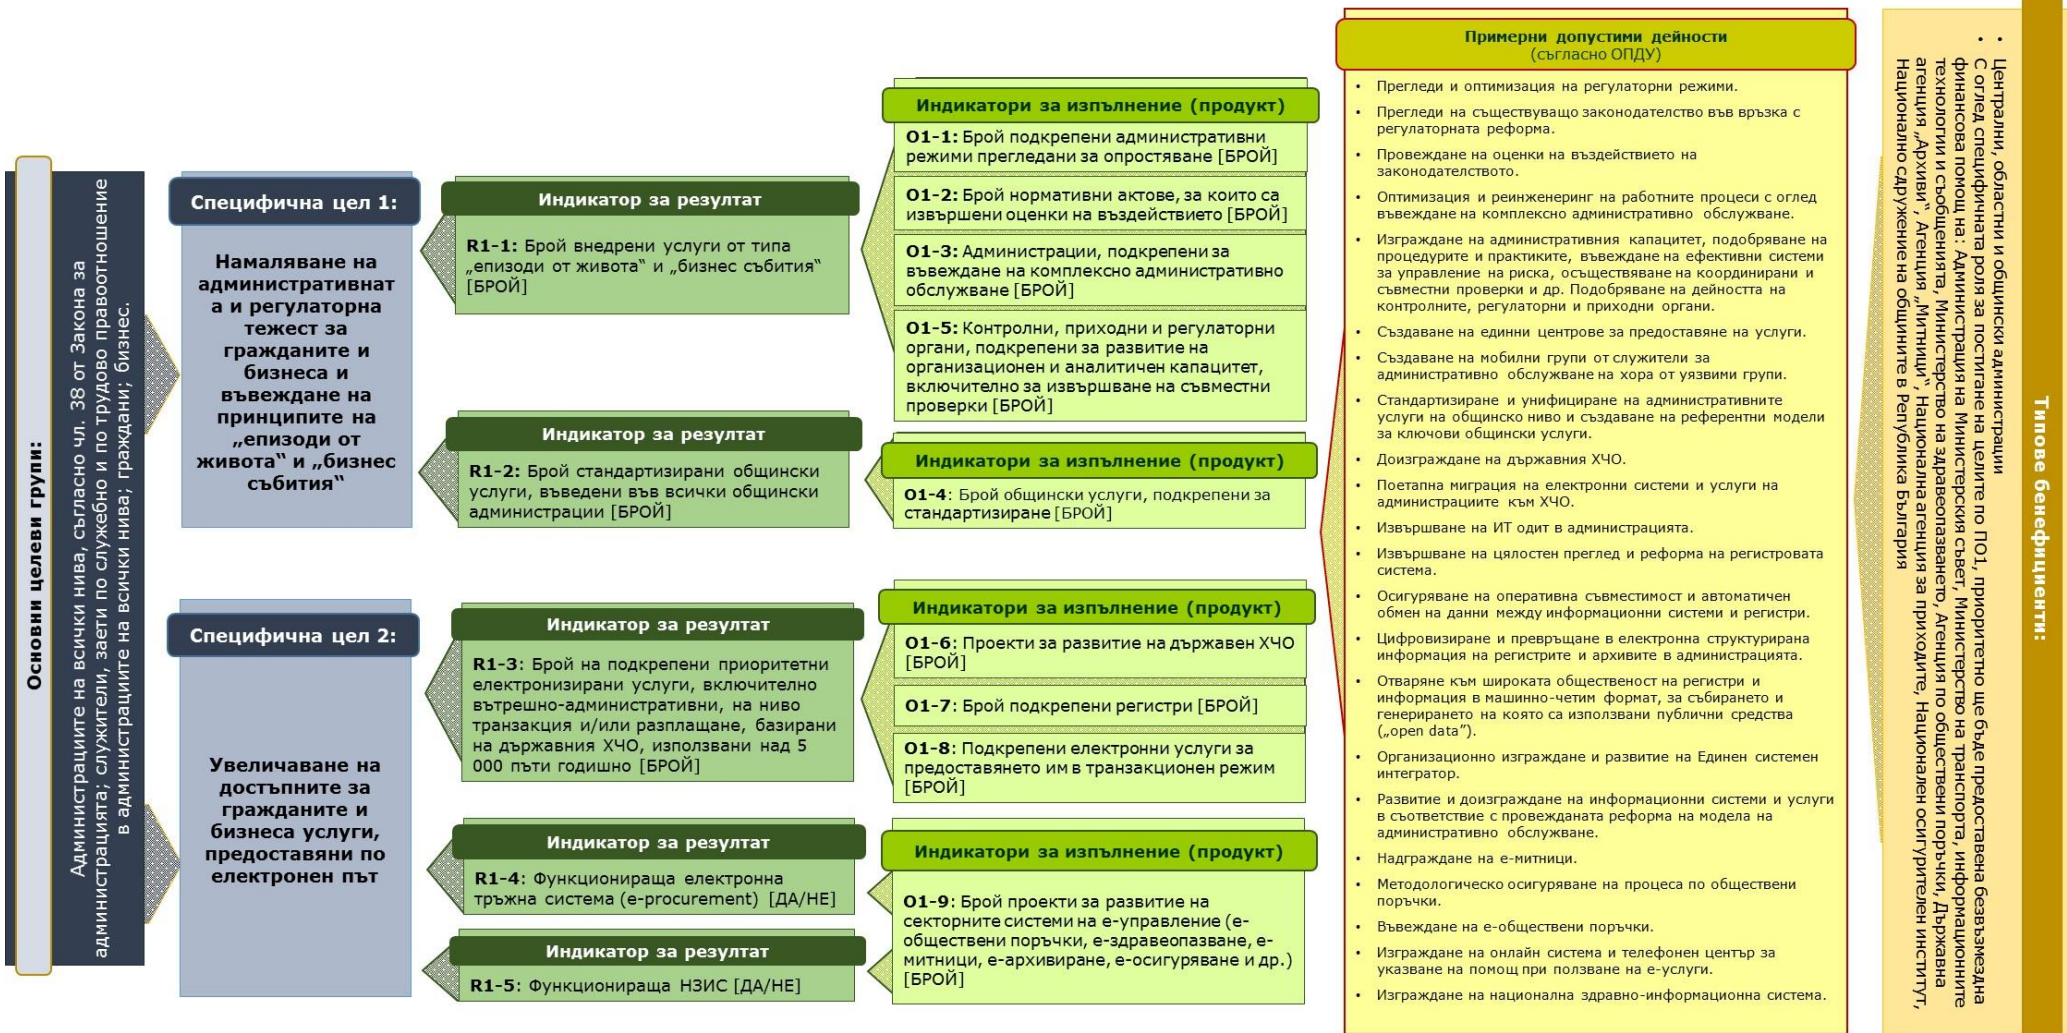 Основни целеви групи:
Администрациите на всички нива, съгласно чл. 38 от Закона за
администрацията; служители, заети по служебно и по трудово правоотношение
в администрациите на всички нива; граждани; бизнес.
Специфична цел 1:
Намаляване на
административнат
а и регулаторна
тежест за
гражданите и
бизнеса и
въвеждане на
принципите на
„епизоди от
живота“ и „бизнес
събития“
Индикатор за резултат
R1-1: Брой внедрени услуги от типа
„епизоди от живота“ и „бизнес събития“
[БРОЙ]
Индикатори за изпълнение (продукт)
О1-1: Брой подкрепени административни
режими прегледани за опростяване [БРОЙ]
О1-2: Брой нормативни актове, за които са
извършени оценки на въздействието [БРОЙ]
О1-3: Администрации, подкрепени за
въвеждане на комплексно административно
обслужване [БРОЙ]
О1-5: Контролни, приходни и регулаторни
органи, подкрепени за развитие на
организационен и аналитичен капацитет,
включително за извършване на съвместни
проверки [БРОЙ]
Индикатор за резултат
R1-2: Брой стандартизирани общински
услуги, въведени във всички общински
администрации [БРОЙ]
Индикатори за изпълнение (продукт)
О1-4: Брой общински услуги, подкрепени за
стандартизиране [БРОЙ]
Специфична цел 2:
Увеличаване на
достъпните за
гражданите и
бизнеса услуги,
предоставяни по
електронен път
Индикатор за резултат
R1-3: Брой на подкрепени приоритетни
електронизирани услуги, включително
вътрешно-административни, на ниво
транзакция и/или разплащане, базирани
на държавния ХЧО, използвани над 5
000 пъти годишно [БРОЙ]
Индикатори за изпълнение (продукт)
О1-6: Проекти за развитие на държавен ХЧО
[БРОЙ]
О1-7: Брой подкрепени регистри [БРОЙ]
О1-8: Подкрепени електронни услуги за
предоставянето им в транзакционен режим
[БРОЙ]
Индикатор за резултат
R1-4: Функционираща електронна
тръжна система (e-procurement) [ДА/НЕ]
Индикатор за резултат
R1-5: Функционираща НЗИС [ДА/НЕ]
Индикатори за изпълнение (продукт)
О1-9: Брой проекти за развитие на
секторните системи на е-управление (е-
обществени поръчки, е-здравеопазване, е-
митници, е-архивиране, е-осигуряване и др.)
[БРОЙ]
Примерни допустими дейности
(съгласно ОПДУ)
• Прегледи и оптимизация на регулаторни режими.
• Прегледи на съществуващо законодателство във връзка с
регулаторната реформа.
• Провеждане на оценки на въздействието на
законодателството.
• Оптимизация и реинженеринг на работните процеси с оглед
въвеждане на комплексно административно обслужване.
• Изграждане на административния капацитет, подобряване на
процедурите и практиките, въвеждане на ефективни системи
за управление на риска, осъществяване на координирани и
съвместни проверки и др. Подобряване на дейността на
контролните, регулаторни и приходни органи.
• Създаване на единни центрове за предоставяне на услуги.
• Създаване на мобилни групи от служители за
административно обслужване на хора от уязвими групи.
• Стандартизиране и унифициране на административните
услуги на общинско ниво и създаване на референтни модели
за ключови общински услуги.
• Доизграждане на държавния ХЧО.
• Поетапна миграция на електронни системи и услуги на
администрациите към ХЧО.
• Извършване на ИТ одит в администрацията.
• Извършване на цялостен преглед и реформа на регистровата
система.
• Осигуряване на оперативна съвместимост и автоматичен
обмен на данни между информационни системи и регистри.
• Цифровизиране и превръщане в електронна структурирана
информация на регистрите и архивите в администрацията.
• Отваряне към широката общественост на регистри и
информация в машинно-четим формат, за събирането и
генерирането на която са използвани публични средства
(„open data”).
• Организационно изграждане и развитие на Единен системен
интегратор.
• Развитие и доизграждане на информационни системи и услуги
в съответствие с провежданата реформа на модела на
административно обслужване.
• Надграждане на е-митници.
• Методологическо осигуряване на процеса по обществени
поръчки.
• Въвеждане на е-обществени поръчки.
• Изграждане на онлайн система и телефонен център за
указване на помощ при ползване на е-услуги.
• Изграждане на национална здравно-информационна система.
Типове бенефициенти:
• Централни, областни и общински администрации
• С оглед специфичната роля за постигане на целите по ПО1, приоритетно ще бъде предоставена безвъзмездна
финансова помощ на: Администрация на Министерския съвет, Министерство на транспорта, информационните
технологии и съобщенията, Министерство на здравеопазването, Агенция по обществени поръчки, Държавна
агенция „Архиви“, Агенция „Митници“, Национална агенция за приходите, Националния осигурителен институт,
Национално сдружение на общините в Република България